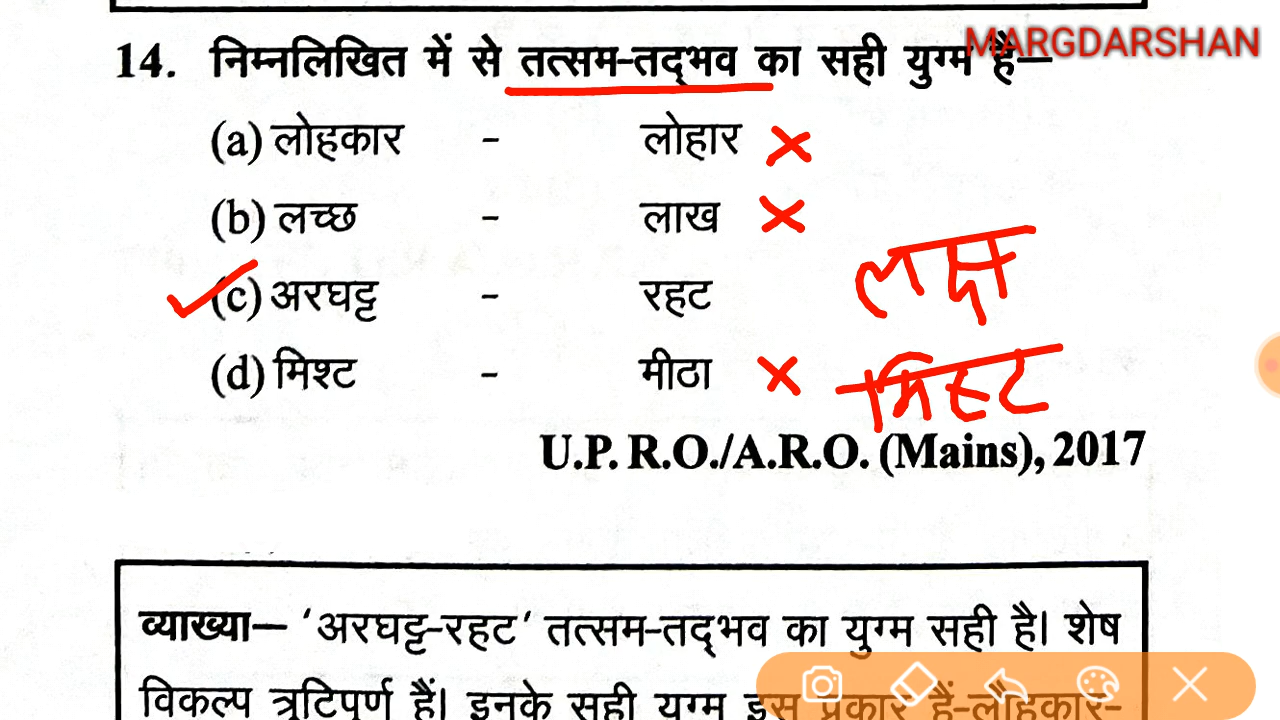 MARGDARSHAN
14. निम्नलिखित में से तत्सम-तद्भव का सही युग्म है—
(a) लोहकार - लोहार
(b) लच्छ - लाख
लक्ष
(c) अरघट्ट - रहट
(d) मिश्ट - मीठा
मिष्ट
U.P. R.O./A.R.O. (Mains), 2017
व्याख्या— 'अरघट्ट-रहट' तत्सम-तद्भव का युग्म सही है। शेष
विकल्प त्रुटिपूर्ण हैं। इनके सही युग्म इस प्रकार हैं-लौहकार-